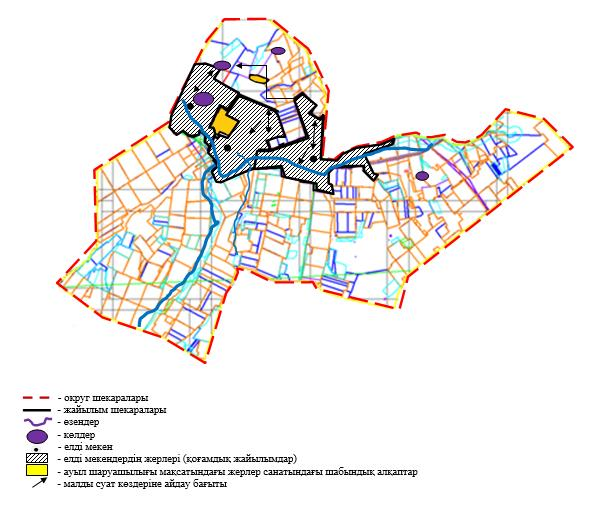 - округ шекаралары
- жайылым шекаралары
- өзендер
- көлдер
- елді мекен
- елді мекендердің жерлері (қоғамдық жайылымдар)
- ауыл шаруашылығы мақсатындағы жерлер санатындағы шабындық алқаптар
- малды суат көздеріне айдау бағыты